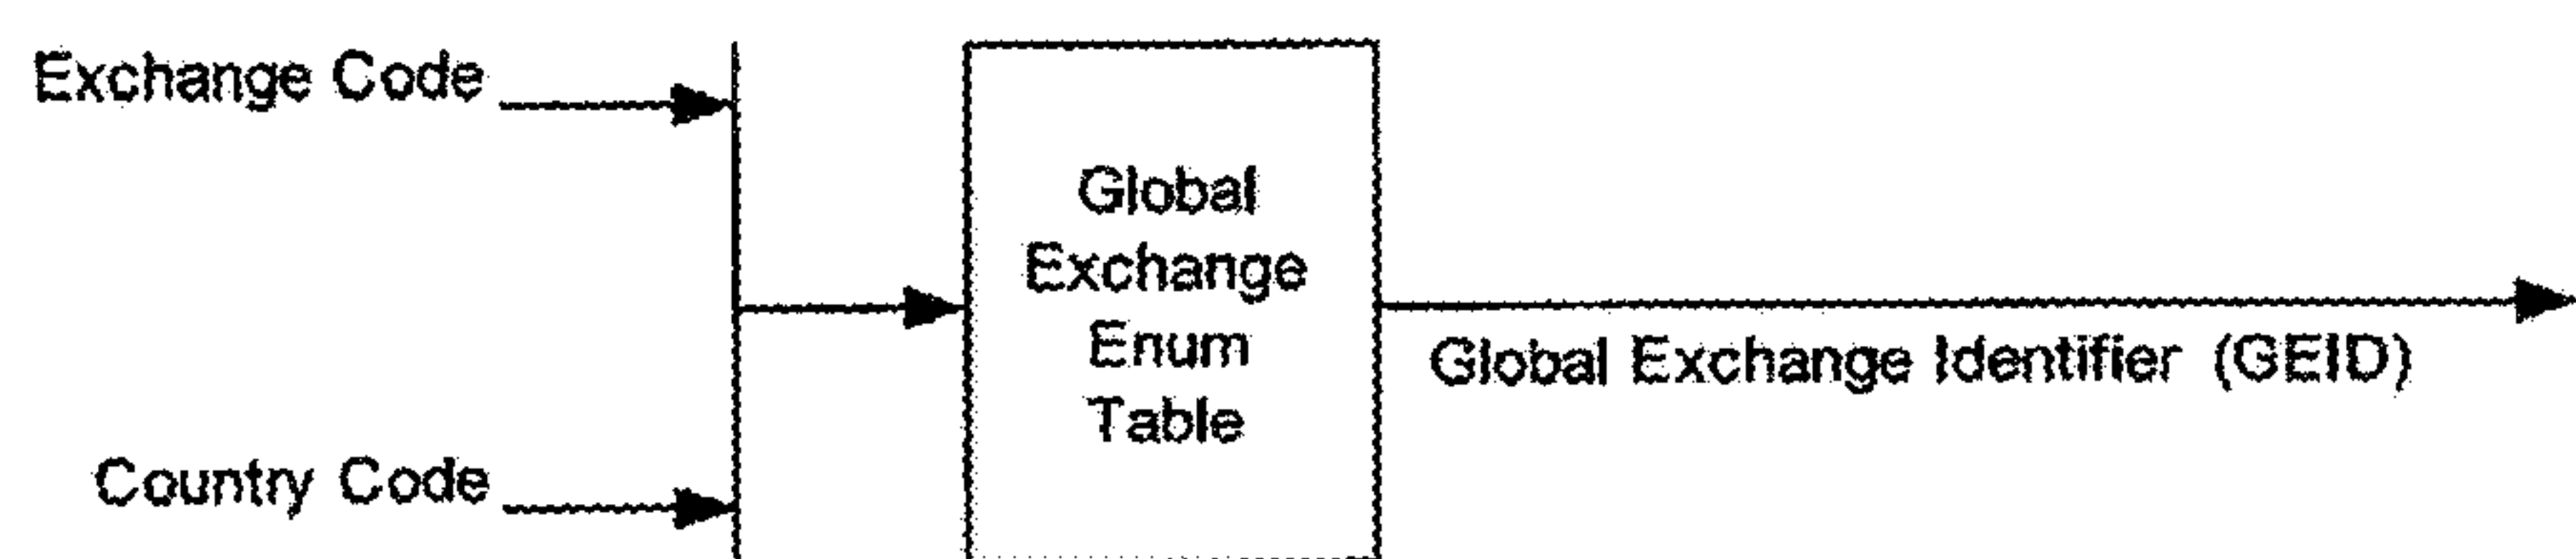 Exchange Code
Country Code
Global
Exchange
Enum
Table
Global Exchange Identifier (GEID)